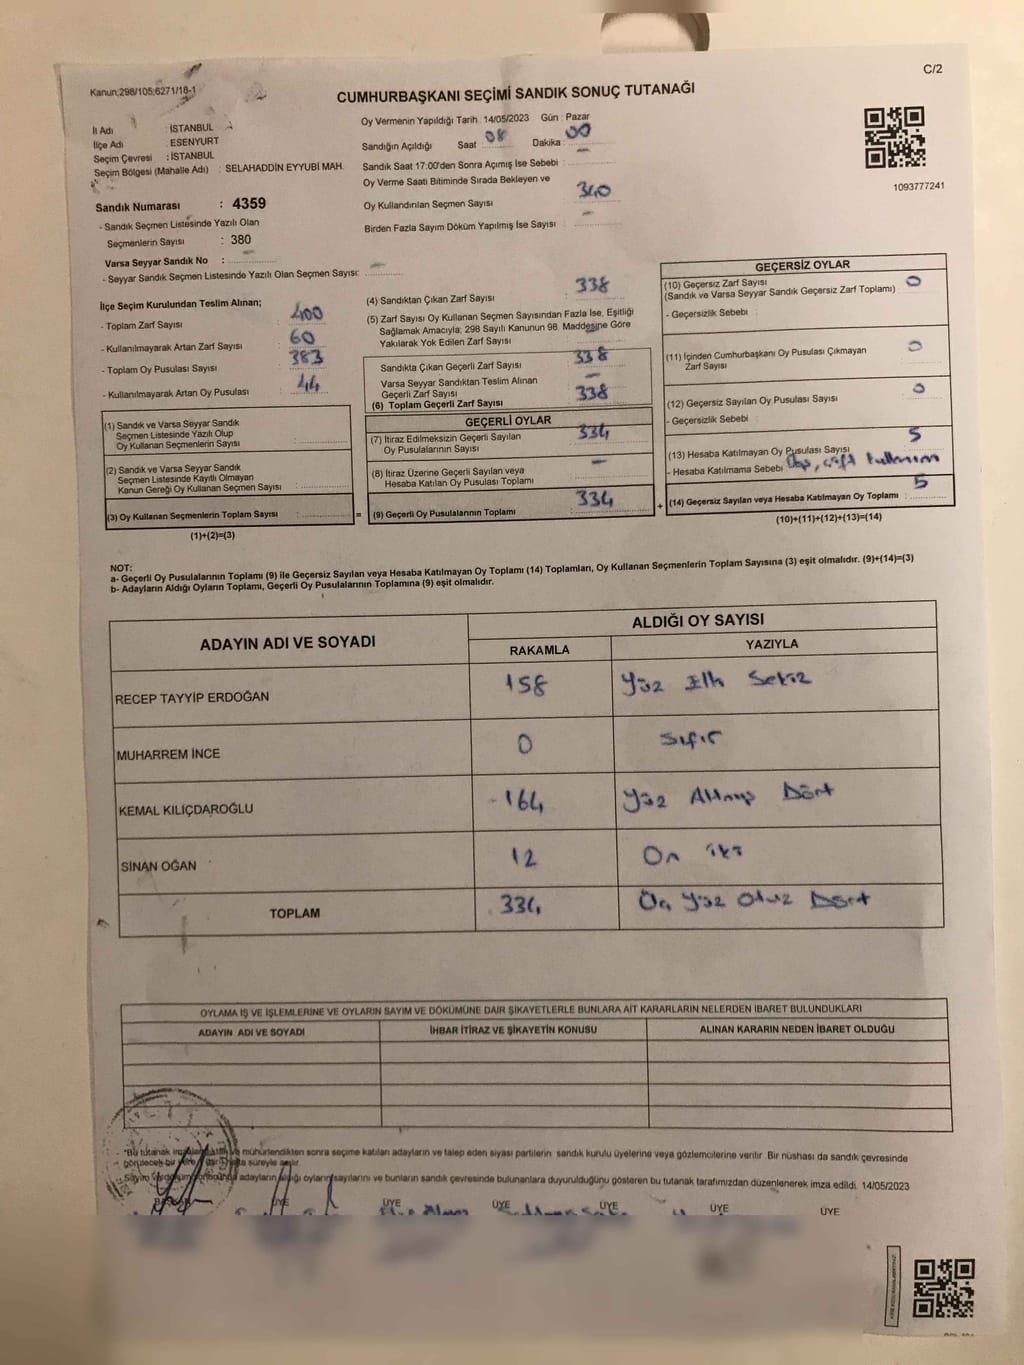 C/2
Kanun;298/105;6271/18-1
CUMHURBAŞKANI SEÇİMİ SANDIK SONUÇ TUTANAĞI
İl Adı : İSTANBUL
İlçe Adı : ESENYURT
Seçim Çevresi : İSTANBUL
Seçim Bölgesi (Mahalle Adı) : SELAHADDİN EYYUBİ MAH.
Sandık Numarası : 4359
- Sandık Seçmen Listesinde Yazılı Olan
Seçmenlerin Sayısı : 380
Varsa Seyyar Sandık No : -
- Seyyar Sandık Seçmen Listesinde Yazılı Olan Seçmen Sayısı: -
Oy Vermenin Yapıldığı Tarih : 14/05/2023 Gün : Pazar
Sandığın Açıldığı Saat 08 Dakika 00
Sandık Saat 17:00'den Sonra Açımış İse Sebebi : -
Oy Verme Saati Bitiminde Sırada Bekleyen ve
Oy Kullandırılan Seçmen Sayısı 340
Birden Fazla Sayım Döküm Yapılmış İse Sayısı : -
1093777241
İlçe Seçim Kurulundan Teslim Alınan;
- Toplam Zarf Sayısı : 400
- Kullanılmayarak Artan Zarf Sayısı : 60
- Toplam Oy Pusulası Sayısı : 383
- Kullanılmayarak Artan Oy Pusulası : 44
(1) Sandık ve Varsa Seyyar Sandık
Seçmen Listesinde Yazılı Olup
Oy Kullanan Seçmenlerin Sayısı :
(2) Sandık ve Varsa Seyyar Sandık
Seçmen Listesinde Kayıtlı Olmayan
Kanun Gereği Oy Kullanan Seçmen Sayısı :
(3) Oy Kullanan Seçmenlerin Toplam Sayısı :
(1)+(2)=(3)
(4) Sandıktan Çıkan Zarf Sayısı : 338
(5) Zarf Sayısı Oy Kullanan Seçmen Sayısından Fazla İse, Eşitliği
Sağlamak Amacıyla; 298 Sayılı Kanunun 98. Maddesine Göre
Yakılarak Yok Edilen Zarf Sayısı : -
Sandıkta Çıkan Geçerli Zarf Sayısı : 338
Varsa Seyyar Sandıktan Teslim Alınan
Geçerli Zarf Sayısı : -
(6) Toplam Geçerli Zarf Sayısı : 338
GEÇERLİ OYLAR
(7) İtiraz Edilmeksizin Geçerli Sayılan
Oy Pusulalarının Sayısı : 334
(8) İtiraz Üzerine Geçerli Sayılan veya
Hesaba Katılan Oy Pusulası Toplamı : -
= (9) Geçerli Oy Pusulalarının Toplamı : 334
GEÇERSİZ OYLAR
(10) Geçersiz Zarf Sayısı : 0
(Sandık ve Varsa Seyyar Sandık Geçersiz Zarf Toplamı)
- Geçersizlik Sebebi :
(11) İçinden Cumhurbaşkanı Oy Pusulası Çıkmayan
Zarf Sayısı : 0
(12) Geçersiz Sayılan Oy Pusulası Sayısı : 0
- Geçersizlik Sebebi :
(13) Hesaba Katılmayan Oy Pusulası Sayısı : 5
- Hesaba Katılmama Sebebi çift kullanım
+ (14) Geçersiz Sayılan veya Hesaba Katılmayan Oy Toplamı : 5
(10)+(11)+(12)+(13)=(14)
NOT:
a- Geçerli Oy Pusulalarının Toplamı (9) ile Geçersiz Sayılan veya Hesaba Katılmayan Oy Toplamı (14) Toplamları, Oy Kullanan Seçmenlerin Toplam Sayısına (3) eşit olmalıdır. (9)+(14)=(3)
b- Adayların Aldığı Oyların Toplamı, Geçerli Oy Pusulalarının Toplamına (9) eşit olmalıdır.
ADAYIN ADI VE SOYADI
ALDIĞI OY SAYISI
RAKAMLA YAZIYLA
RECEP TAYYİP ERDOĞAN 158 Yüz Elli Sekiz
MUHARREM İNCE 0 Sıfır
KEMAL KILIÇDAROĞLU 164 Yüz Altmış Dört
SİNAN OĞAN 12 On iki
TOPLAM 334 Üç Yüz Otuz Dört
OYLAMA İŞ VE İŞLEMLERİNE VE OYLARIN SAYIM VE DÖKÜMÜNE DAİR ŞİKAYETLERLE BUNLARA AİT KARARLARIN NELERDEN İBARET BULUNDUKLARI
ADAYIN ADI VE SOYADI İHBAR İTİRAZ VE ŞİKAYETİN KONUSU ALINAN KARARIN NEDEN İBARET OLDUĞU
*Bu tutanak mühürlendikten sonra seçime katılan adayların ve talep eden siyasi partilerin sandık kurulu üyelerine veya gözlemcilerine verilir. Bir nüshası da sandık çevresinde
görülecek bir süreyle asılır.
adayların aldığı oyların sayılarını ve bunların sandık çevresinde bulunanlara duyurulduğunu gösteren bu tutanak tarafımızdan düzenlenerek imza edildi. 14/05/2023
BAŞKAN ÜYE ÜYE ÜYE ÜYE ÜYE ÜYE